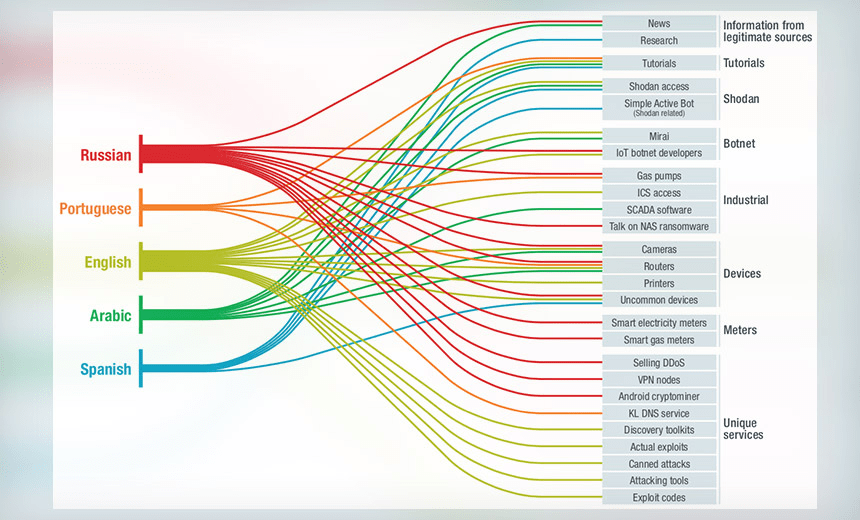 Russian
Portuguese
English
Arabic
Spanish
News
Research
Information from
legitimate sources
Tutorials
Tutorials
Shodan access
Simple Active Bot
(Shodan related)
Shodan
Mirai
IoT botnet developers
Botnet
Gas pumps
ICS access
SCADA software
Talk on NAS ransomware
Industrial
Cameras
Routers
Printers
Uncommon devices
Devices
Smart electricity meters
Smart gas meters
Meters
Selling DDoS
VPN nodes
Android cryptominer
KL DNS service
Discovery toolkits
Actual exploits
Canned attacks
Attacking tools
Exploit codes
Unique
services